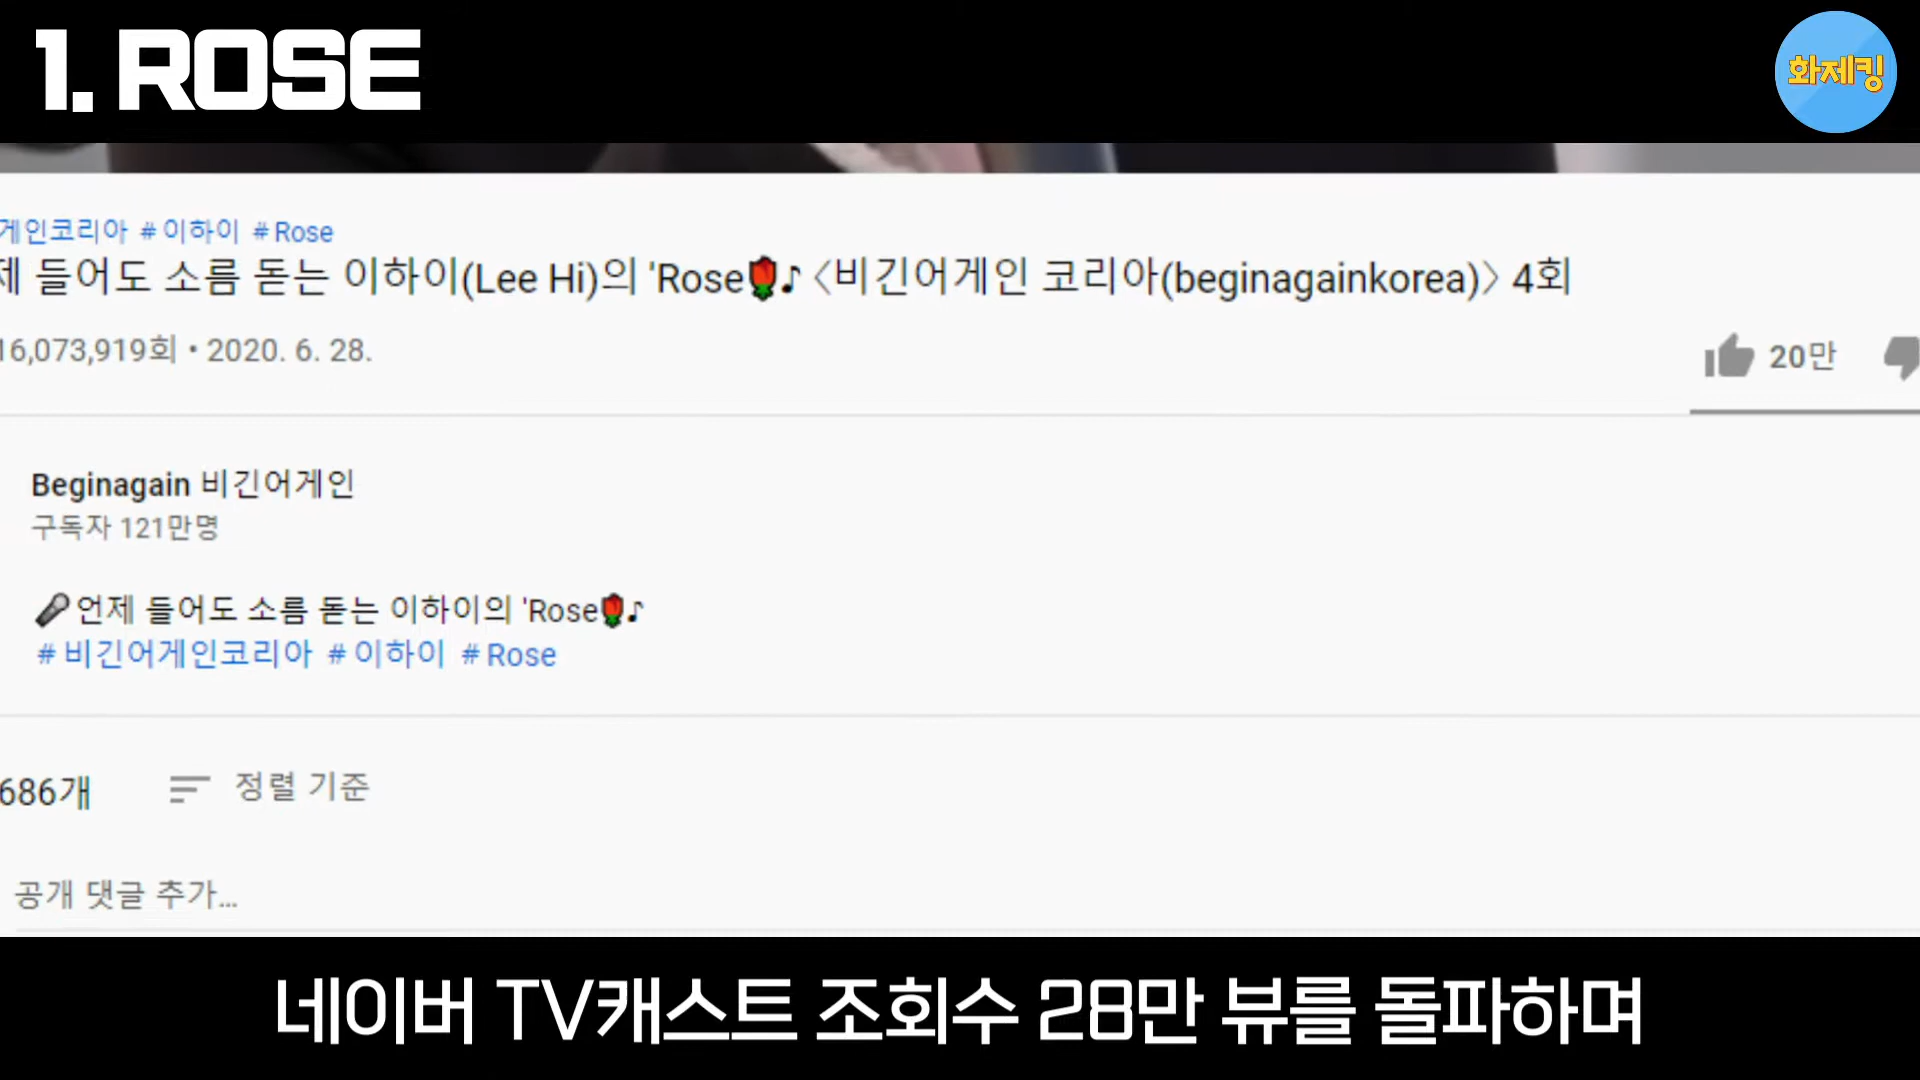 1. ROSE
화제킹
게인코리아 #이하이 #Rose
제 들어도 소름 돋는 이하이(Lee Hi)의 'Rose🌹♪ 〈비긴어게인 코리아(beginagainkorea)〉 4회
16,073,919회 • 2020. 6. 28.
20만
Beginagain 비긴어게인
구독자 121만명
🎤언제 들어도 소름 돋는 이하이의 'Rose🌹♪
#비긴어게인코리아 #이하이 #Rose
686개
정렬 기준
공개 댓글 추가...
네이버 TV캐스트 조회수 28만 뷰를 돌파하며